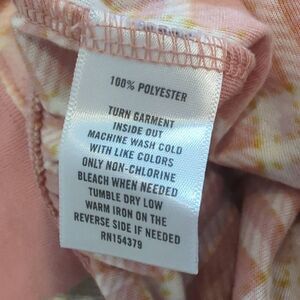 100% POLYESTER
TURN GARMENT
INSIDE OUT
MACHINE WASH COLD
WITH LIKE COLORS
ONLY NON-CHLORINE
BLEACH WHEN NEEDED
TUMBLE DRY LOW
WARM IRON ON THE
REVERSE SIDE IF NEEDED
RN154379